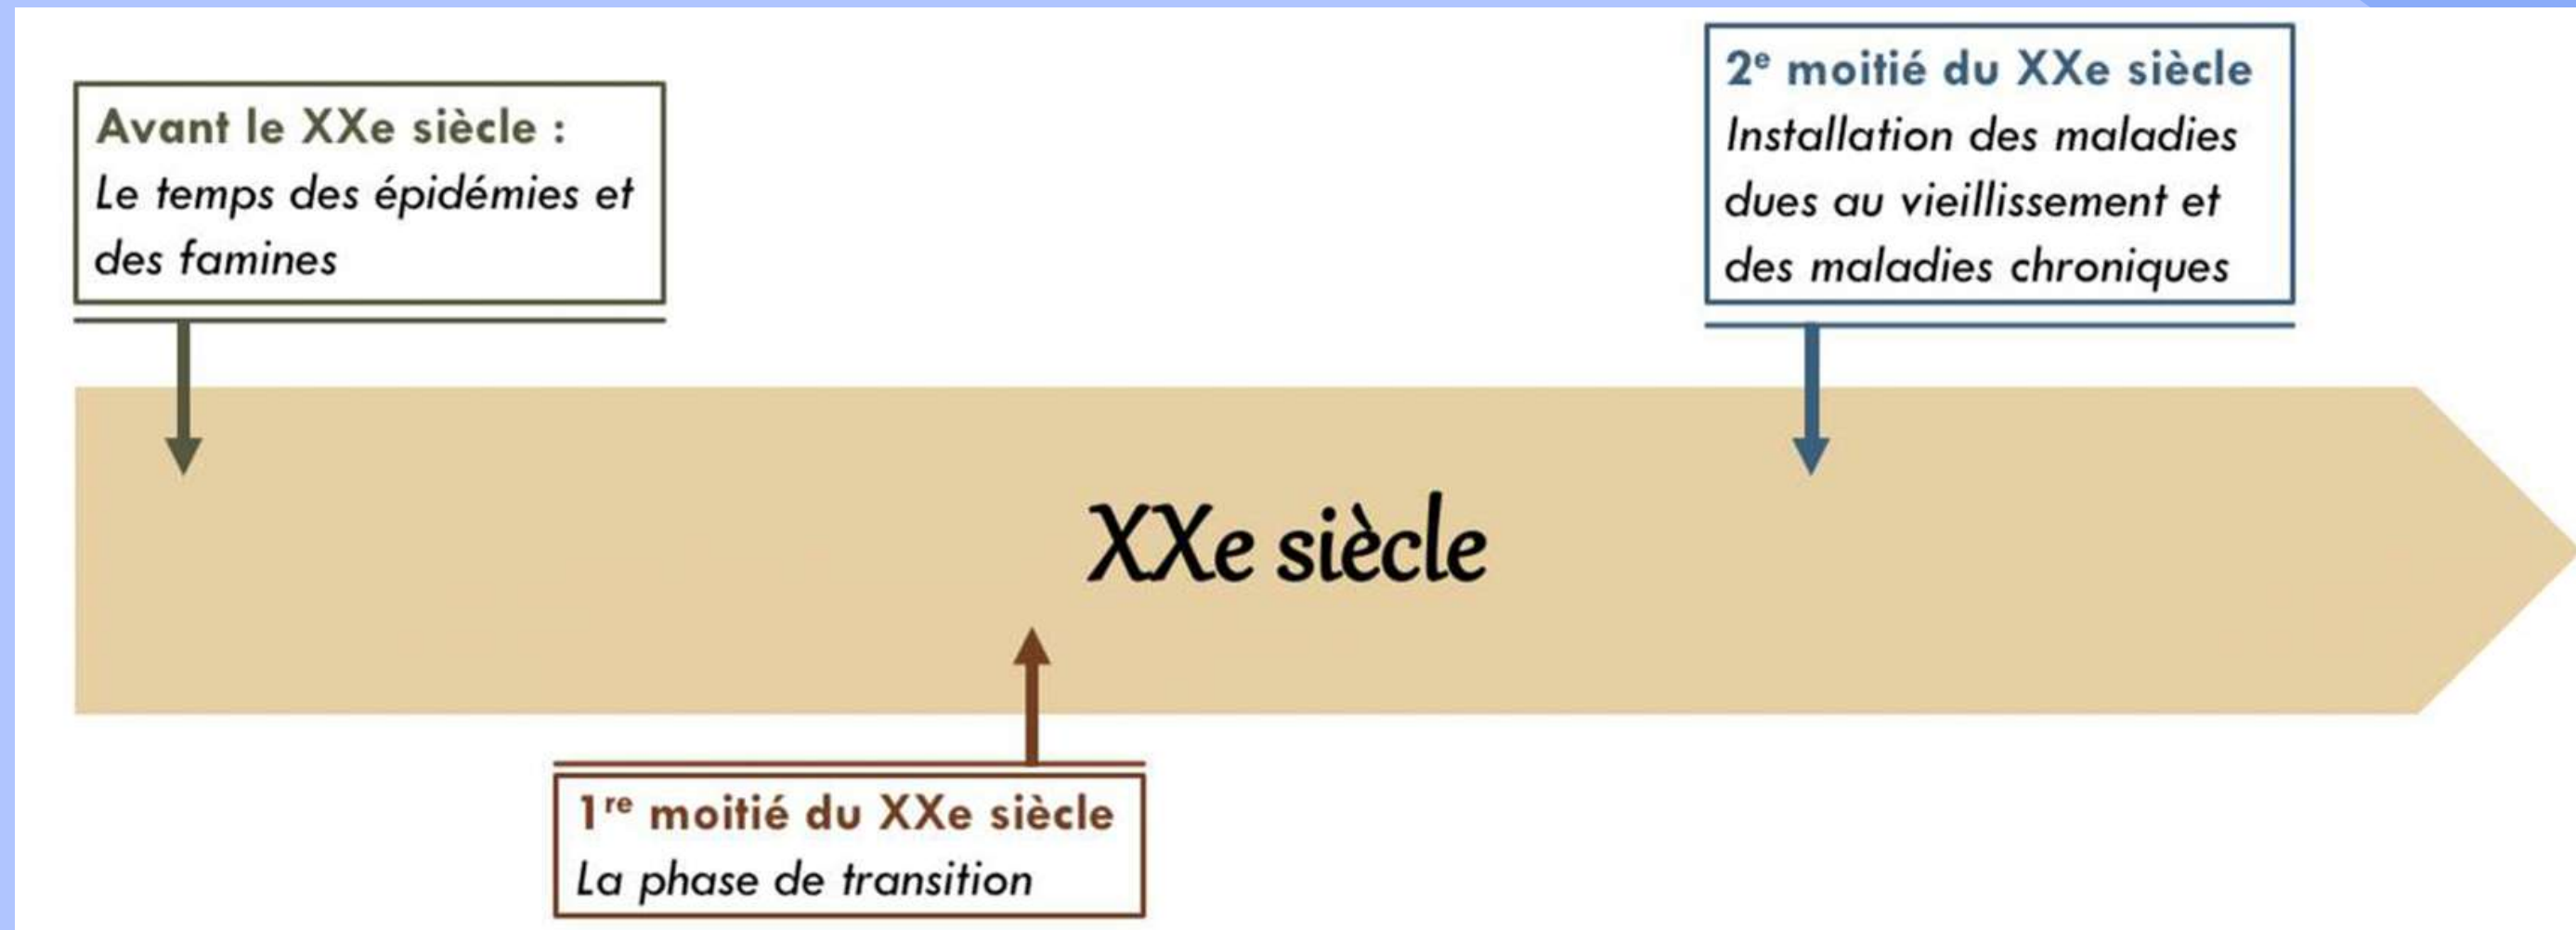 Avant le XXe siècle :
Le temps des épidémies et
des famines
2e moitié du XXe siècle
Installation des maladies
dues au vieillissement et
des maladies chroniques
XXe siècle
1re moitié du XXe siècle
La phase de transition